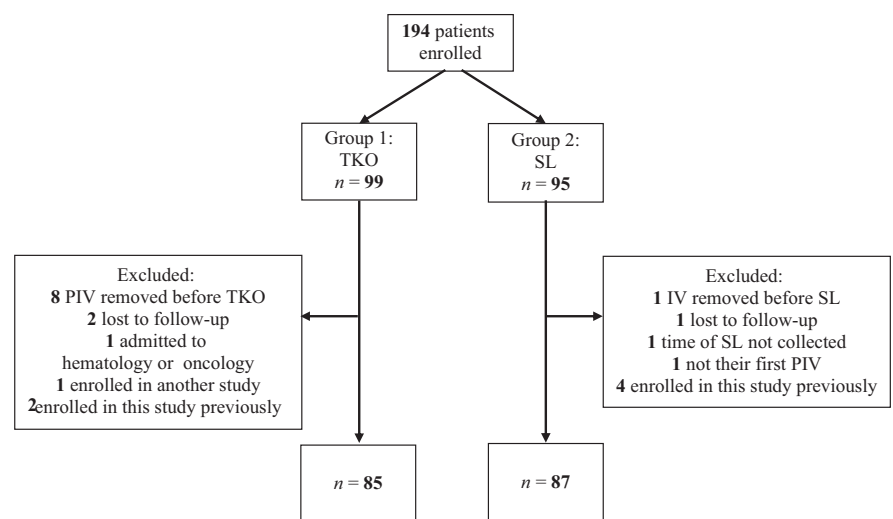 194 patients
enrolled
Group 1:
TKO
n = 99
Group 2:
SL
n = 95
Excluded:
8 PIV removed before TKO
2 lost to follow-up
1 admitted to
hematology or oncology
1 enrolled in another study
2enrolled in this study previously
Excluded:
1 IV removed before SL
1 lost to follow-up
1 time of SL not collected
1 not their first PIV
4 enrolled in this study previously
n = 85
n = 87